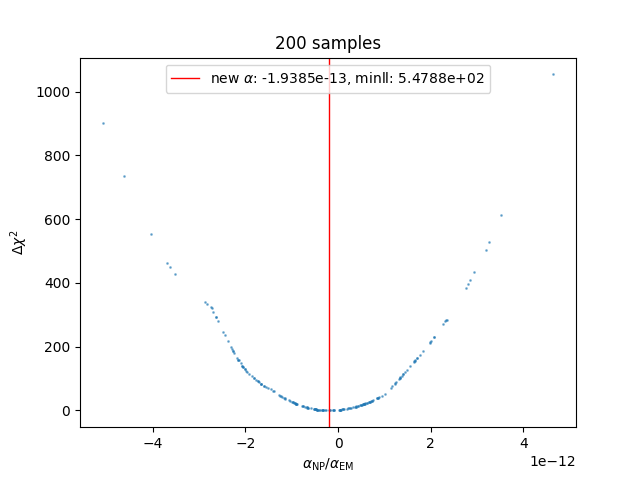 200 samples
new α: -1.9385e-13, minll: 5.4788e+02
Δχ²
1000
800
600
400
200
0
−4 −2 0 2 4
1e−12
α_NP/α_EM